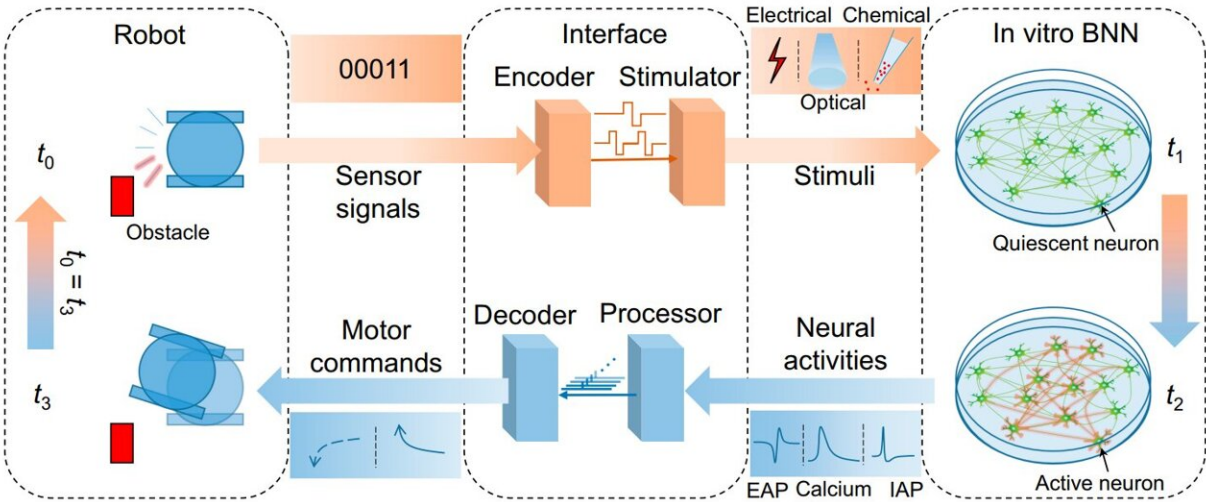 Robot
00011
Interface
Electrical Chemical
Optical
In vitro BNN
Encoder Stimulator
t0
Sensor
signals
Stimuli
t1
Obstacle
Quiescent neuron
t0 = t3
Motor
commands
Decoder Processor
Neural
activities
t3
t2
EAP Calcium IAP
Active neuron